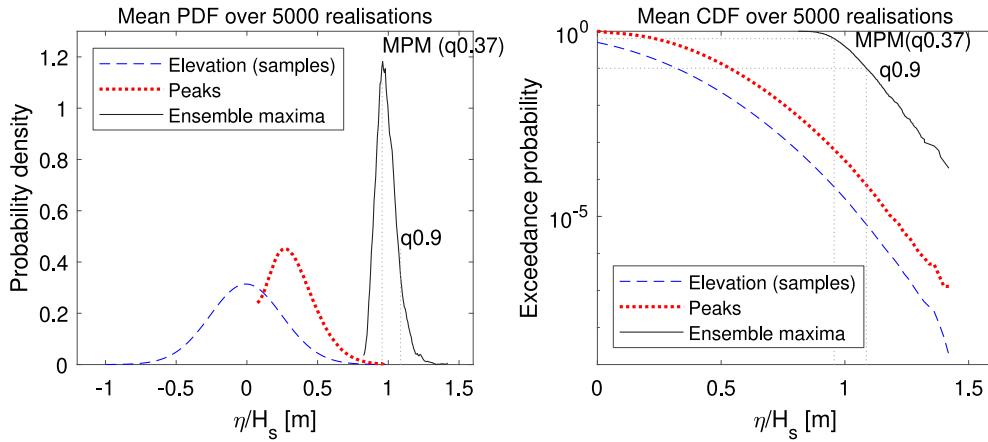 Mean PDF over 5000 realisations
MPM (q0.37)
1.2
Elevation (samples)
Peaks
Ensemble maxima
1
0.8
0.6
0.4
0.2
0
q0.9
Probability density
-1
-0.5
0
0.5
1
1.5
η/H_s [m]
Mean CDF over 5000 realisations
10^0
MPM(q0.37)
q0.9
10^-5
Exceedance probability
Elevation (samples)
Peaks
Ensemble maxima
0
0.5
1
1.5
η/H_s [m]